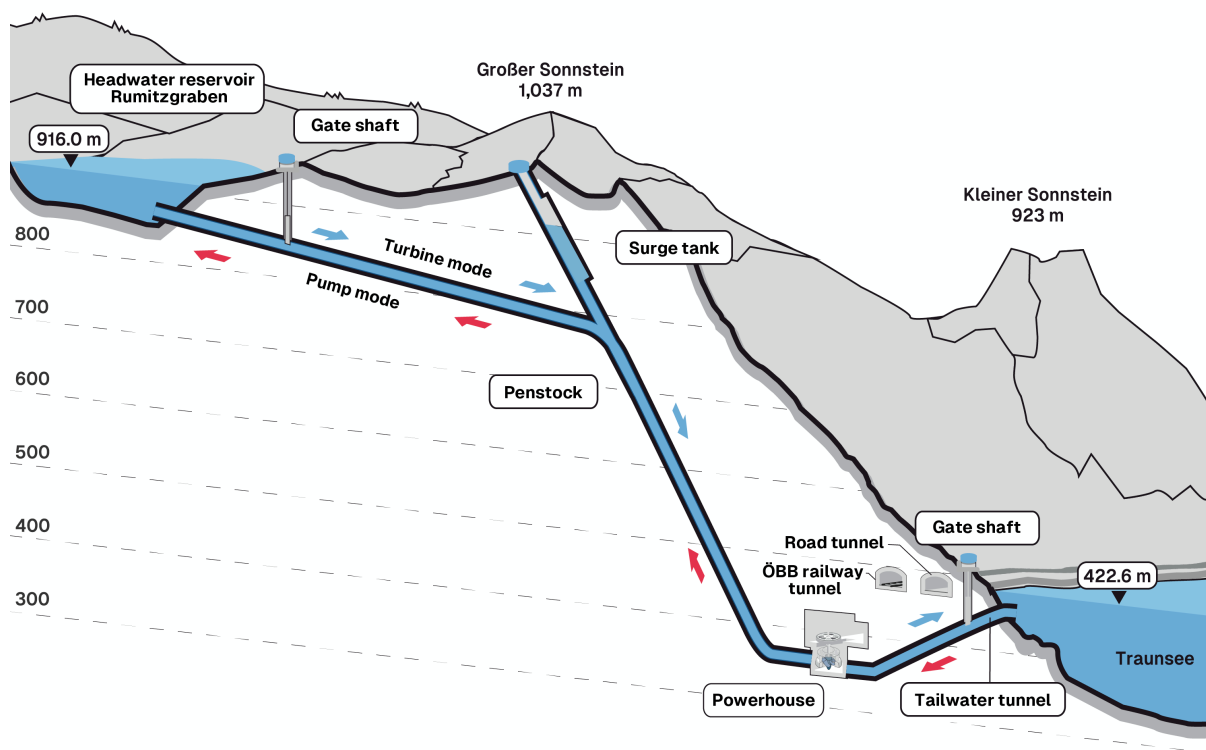 Großer Sonnstein
1,037 m
Headwater reservoir
Rumitzgraben
Gate shaft
916.0 m
Kleiner Sonnstein
923 m
Surge tank
Turbine mode
Pump mode
800
700
600
500
400
300
Penstock
Gate shaft
Road tunnel
ÖBB railway
tunnel
422.6 m
Traunsee
Powerhouse
Tailwater tunnel